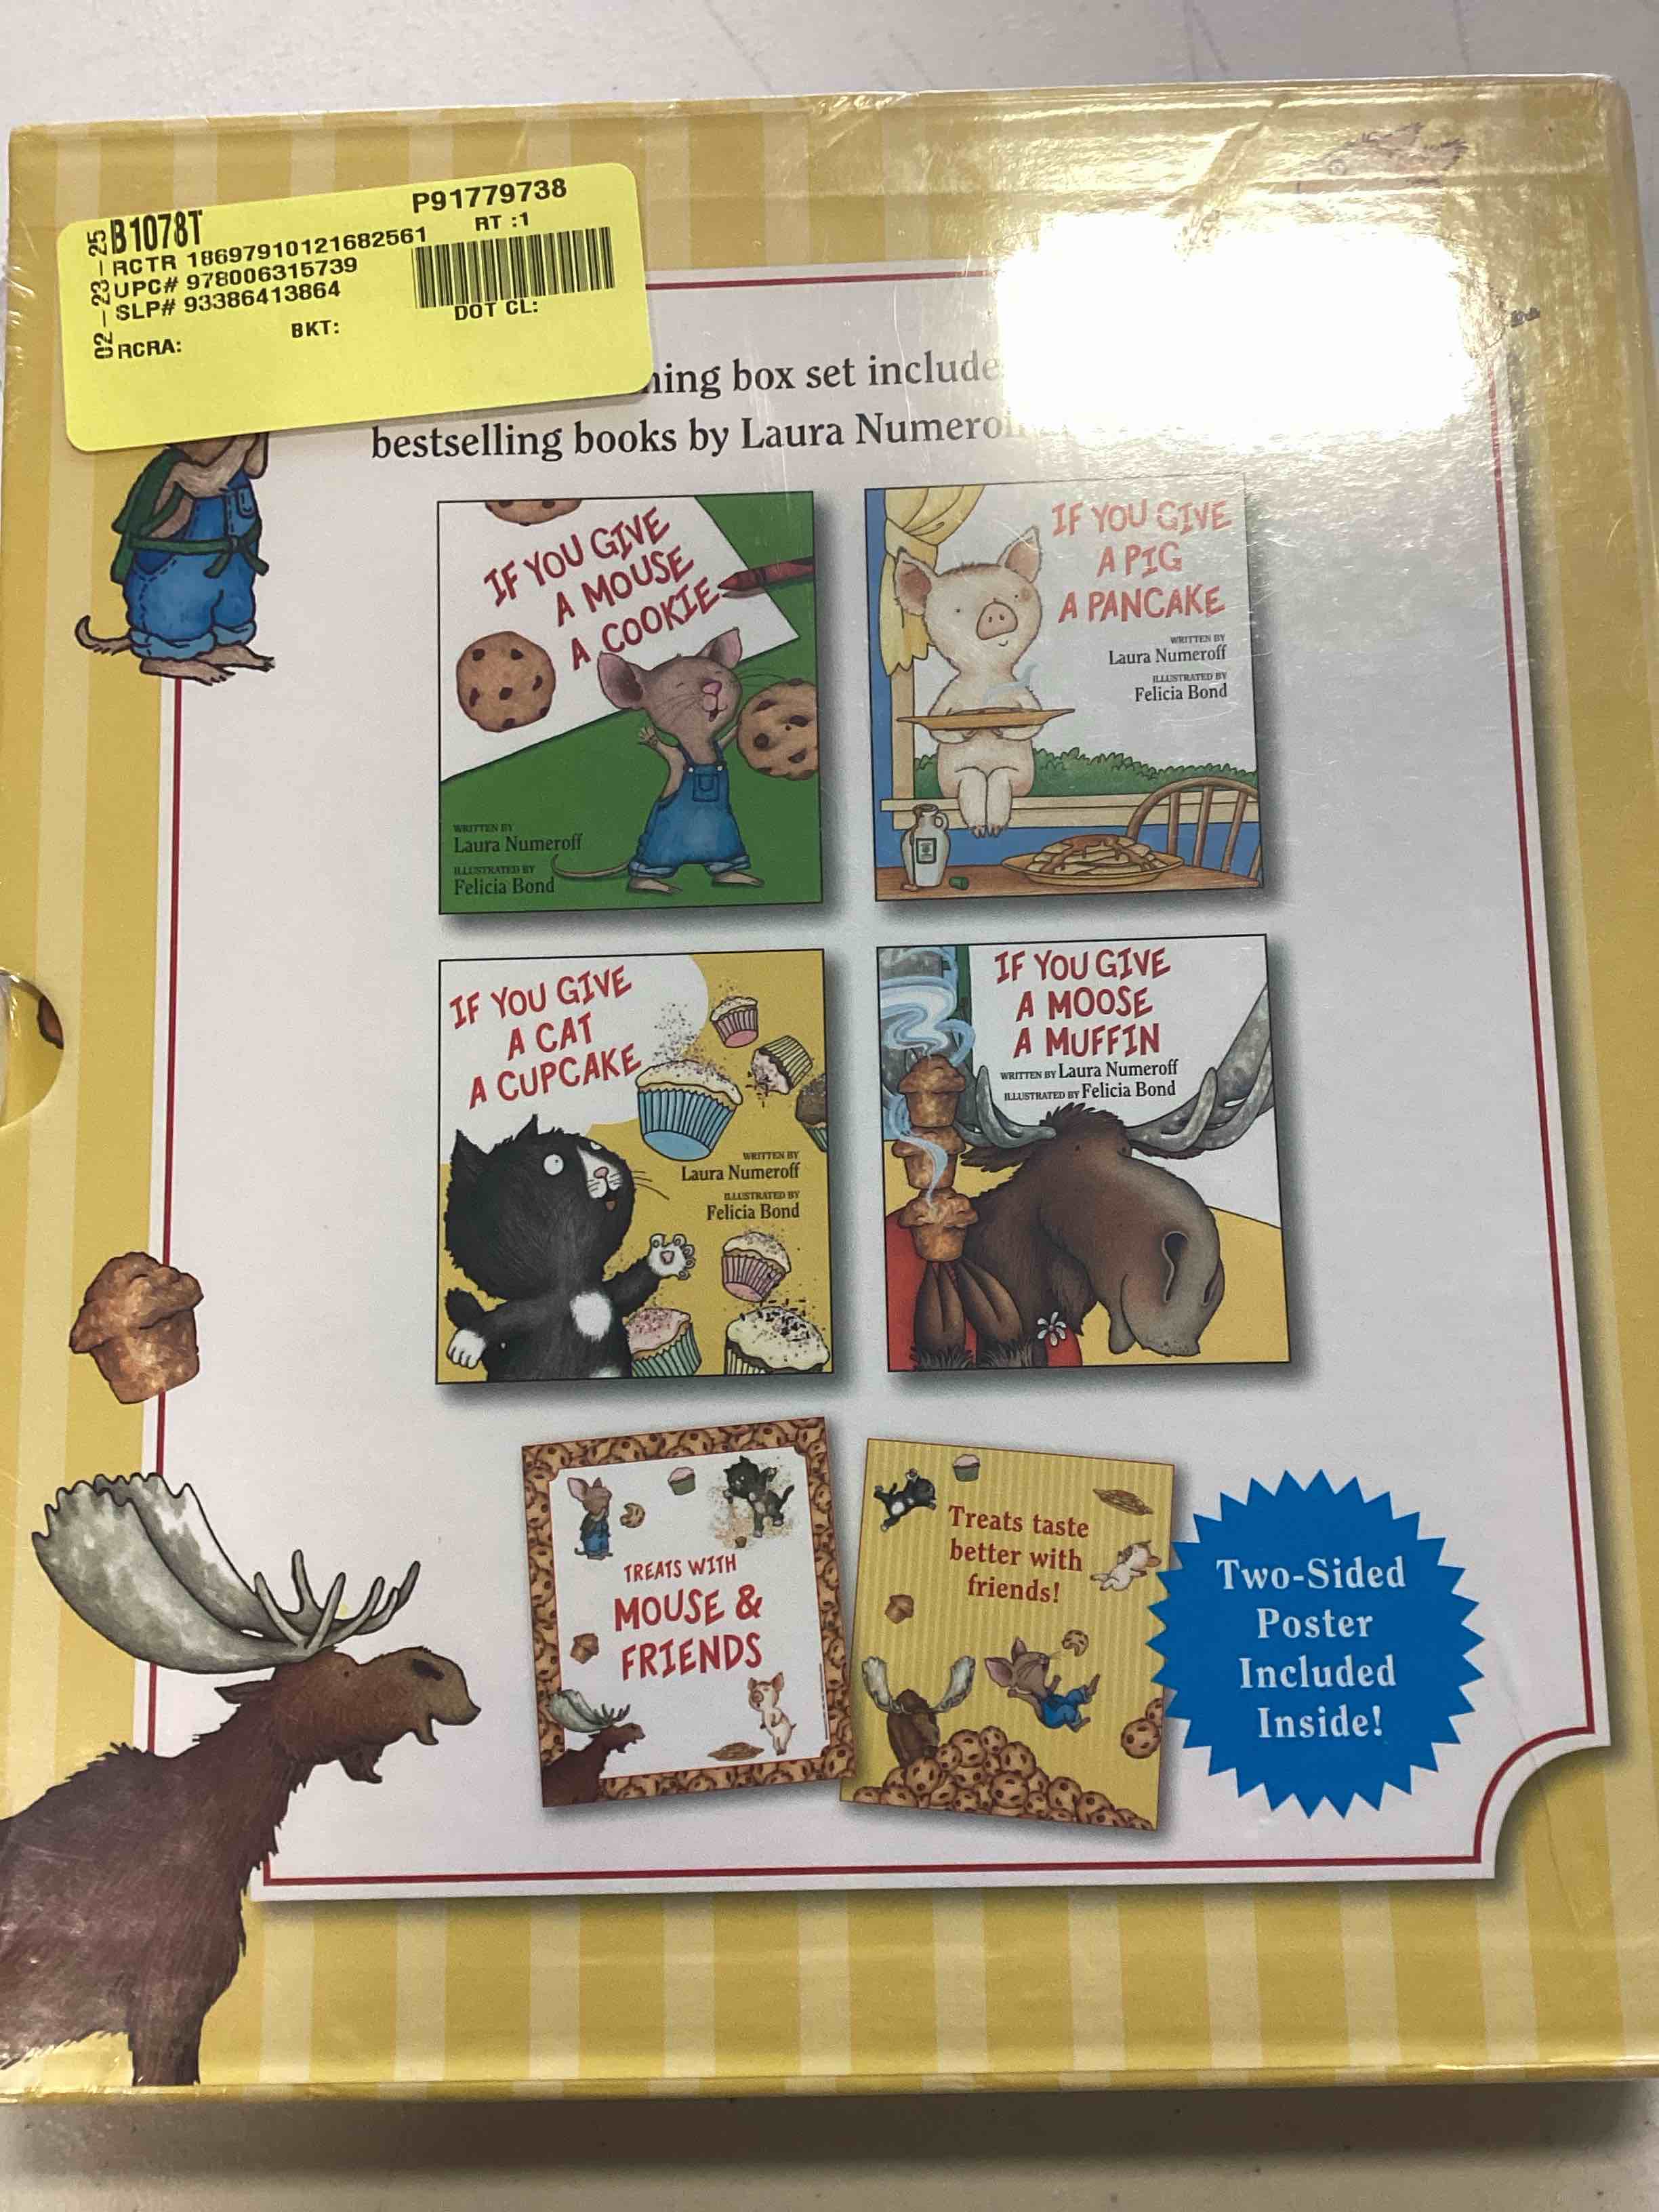 P91779738
B1078T
RT :1
RCTR 18697910121682561
UPC# 978006315739
SLP# 93386413864
DOT CL:
BKT:
RCRA:
02-23-25
box set include
bestselling books by Laura
IF YOU GIVE
A MOUSE
A COOKIE
WRITTEN BY
Laura Numeroff
ILLUSTRATED BY
Felicia Bond
IF YOU GIVE
A PIG
A PANCAKE
WRITTEN BY
Laura Numeroff
ILLUSTRATED BY
Felicia Bond
IF YOU GIVE
A CAT
A CUPCAKE
WRITTEN BY
Laura Numeroff
ILLUSTRATED BY
Felicia Bond
IF YOU GIVE
A MOOSE
A MUFFIN
WRITTEN BY Laura Numeroff
ILLUSTRATED BY Felicia Bond
TREATS WITH
MOUSE &
FRIENDS
Treats taste
better with
friends!
Two-Sided
Poster
Included
Inside!